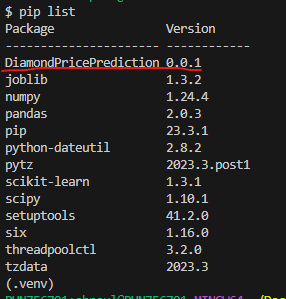 $ pip list
Package Version
--------------------- ------------
DiamondPricePrediction 0.0.1
joblib 1.3.2
numpy 1.24.4
pandas 2.0.3
pip 23.3.1
python-dateutil 2.8.2
pytz 2023.3.post1
scikit-learn 1.3.1
scipy 1.10.1
setuptools 41.2.0
six 1.16.0
threadpoolctl 3.2.0
tzdata 2023.3
(.venv)